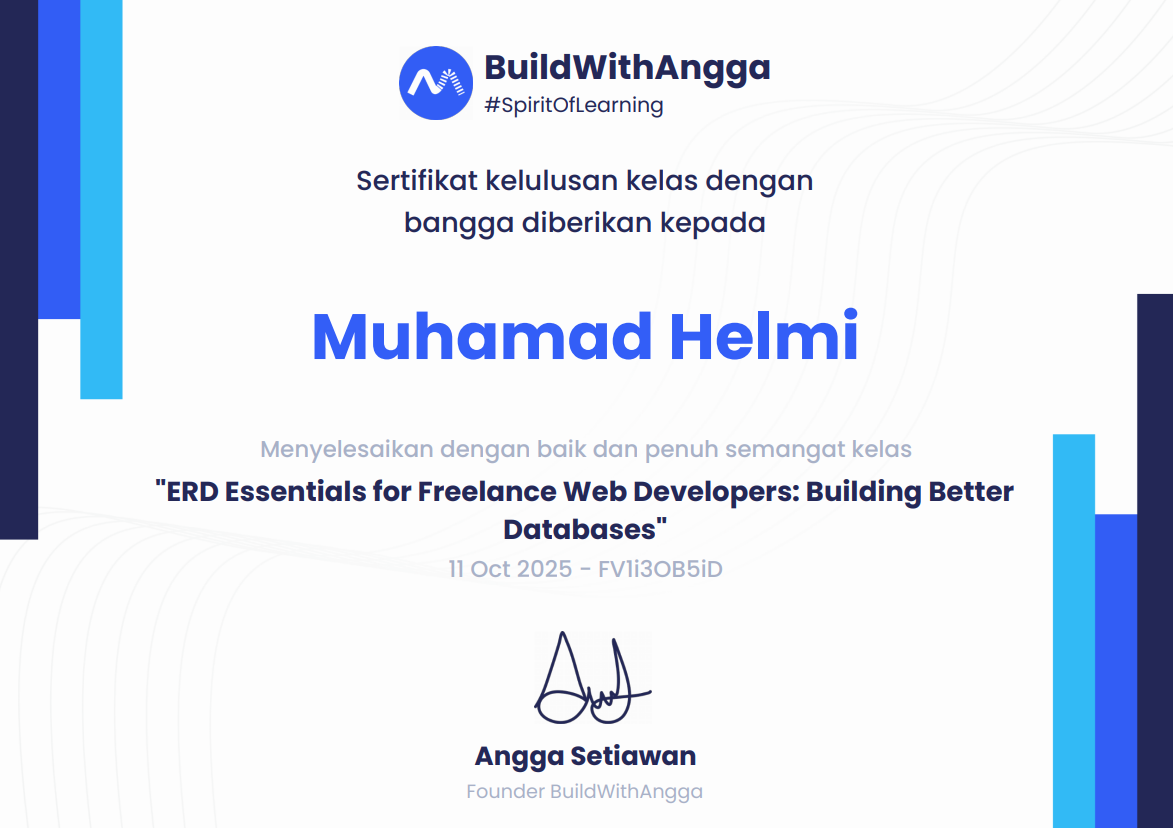 BuildWithAngga
#SpiritOfLearning
Sertifikat kelulusan kelas dengan
bangga diberikan kepada
Muhamad Helmi
Menyelesaikan dengan baik dan penuh semangat kelas
"ERD Essentials for Freelance Web Developers: Building Better
Databases"
11 Oct 2025 - FV1i3OB5iD
Angga Setiawan
Founder BuildWithAngga